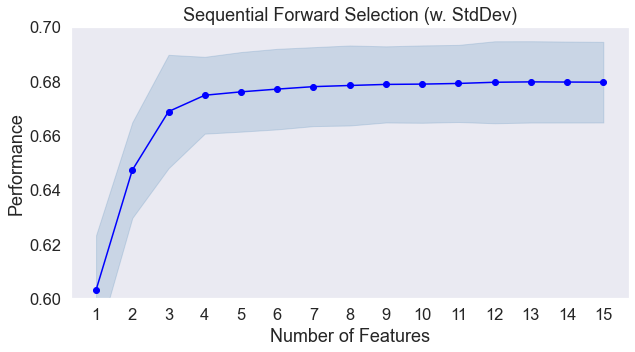 Sequential Forward Selection (w. StdDev)
Performance
0.70
0.68
0.66
0.64
0.62
0.60
1 2 3 4 5 6 7 8 9 10 11 12 13 14 15
Number of Features